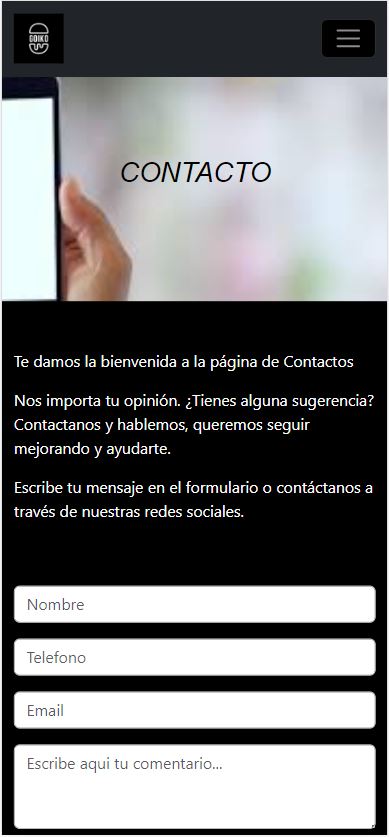 GOIKO
CONTACTO
Te damos la bienvenida a la página de Contactos
Nos importa tu opinión. ¿Tienes alguna sugerencia?
Contactanos y hablemos, queremos seguir
mejorando y ayudarte.
Escribe tu mensaje en el formulario o contáctanos a
través de nuestras redes sociales.
Nombre
Telefono
Email
Escribe aqui tu comentario...